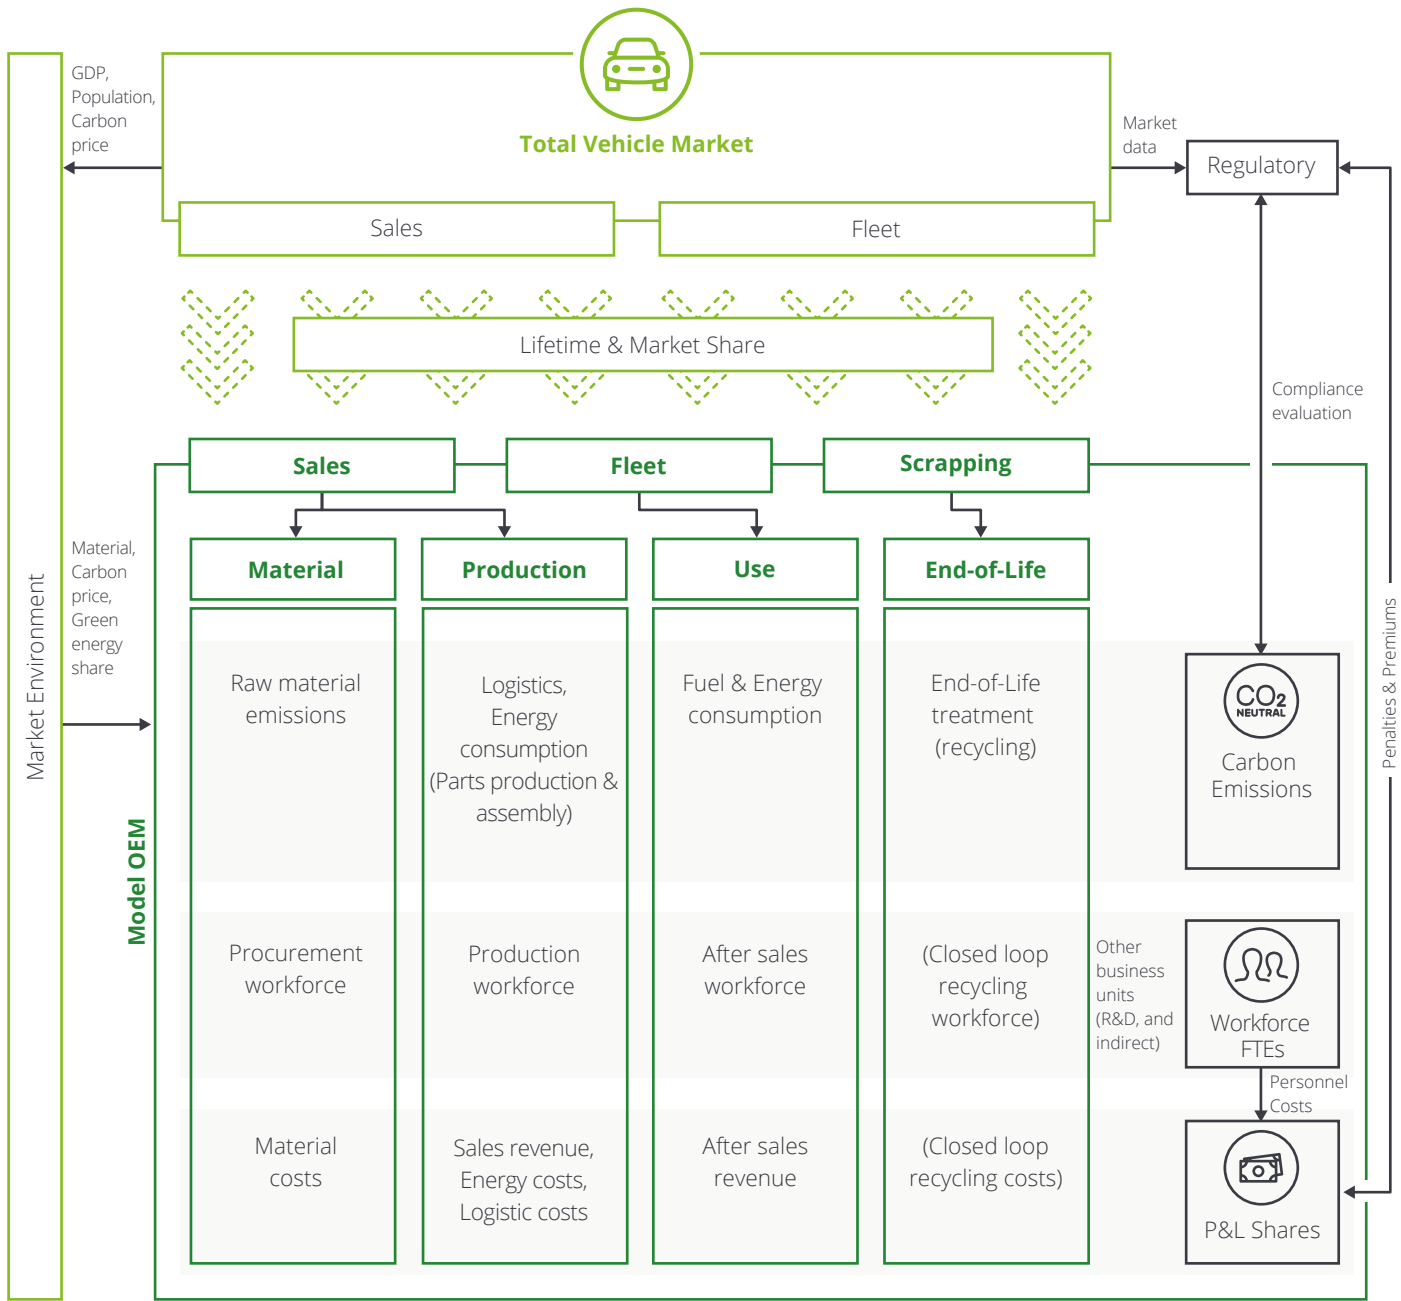 GDP,
Population,
Carbon
price
Total Vehicle Market
Market
data
Regulatory
Sales
Fleet
Lifetime & Market Share
Compliance
evaluation
Sales
Fleet
Scrapping
Material,
Carbon
price,
Green
energy
share
Market Environment
Model OEM
Penalties & Premiums
Material
Production
Use
End-of-Life
Raw material
emissions
Logistics,
Energy
consumption
(Parts production &
assembly)
Fuel & Energy
consumption
End-of-Life
treatment
(recycling)
CO2
NEUTRAL
Carbon
Emissions
Procurement
workforce
Production
workforce
After sales
workforce
(Closed loop
recycling
workforce)
Other
business
units
(R&D, and
indirect)
Workforce
FTEs
Personnel
Costs
Material
costs
Sales revenue,
Energy costs,
Logistic costs
After sales
revenue
(Closed loop
recycling costs)
P&L Shares